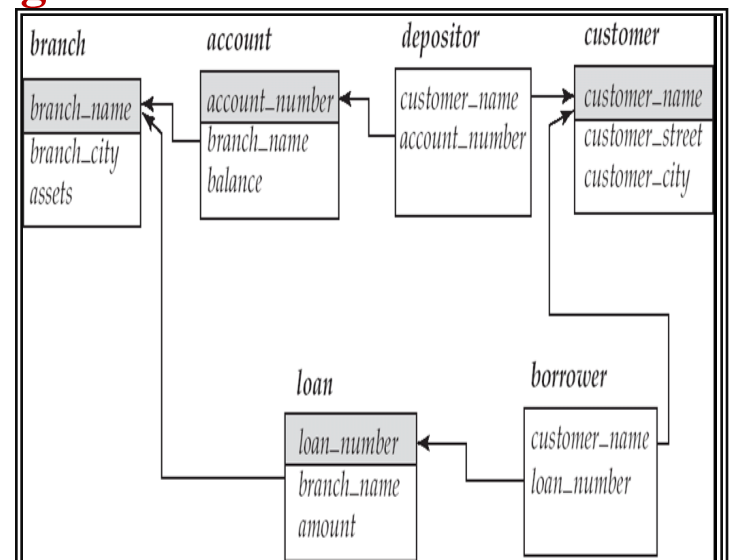 branch
branch_name
branch_city
assets
account
account_number
branch_name
balance
depositor
customer_name
account_number
customer
customer_name
customer_street
customer_city
loan
loan_number
branch_name
amount
borrower
customer_name
loan_number